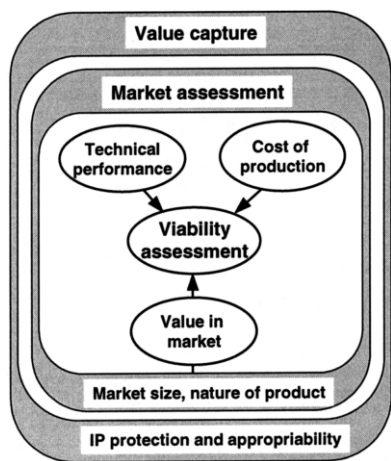 Value capture
Market assessment
Technical
performance
Cost of
production
Viability
assessment
Value in
market
Market size, nature of product
IP protection and appropriability